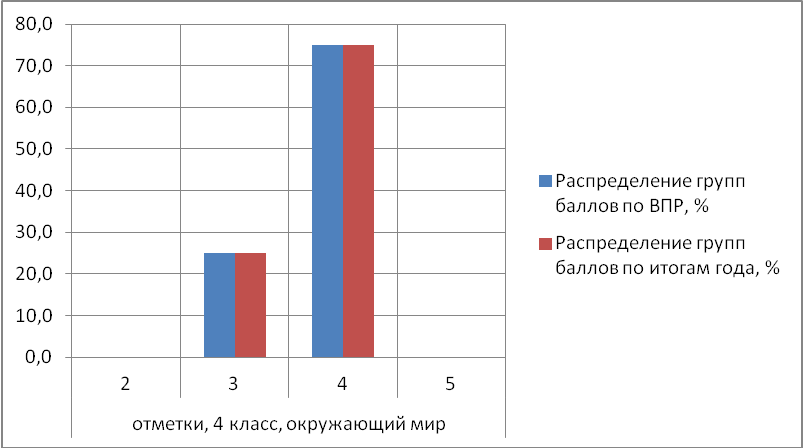 80,0
70,0
60,0
50,0
40,0
30,0
20,0
10,0
0,0
2 3 4 5
отметки, 4 класс, окружающий мир
Распределение групп
баллов по ВПР, %
Распределение групп
баллов по итогам года, %